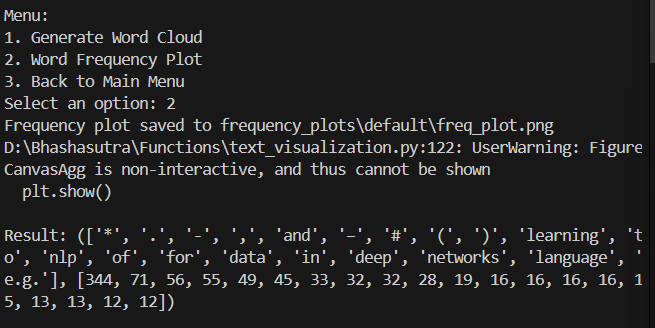 Menu:
1. Generate Word Cloud
2. Word Frequency Plot
3. Back to Main Menu
Select an option: 2
Frequency plot saved to frequency_plots\default\freq_plot.png
D:\Bhashasutra\Functions\text_visualization.py:122: UserWarning: Figure
CanvasAgg is non-interactive, and thus cannot be shown
  plt.show()
Result: (['*', '.', '-', ',', 'and', '–', '#', '(', ')', 'learning', 't
o', 'nlp', 'of', 'for', 'data', 'in', 'deep', 'networks', 'language', '
e.g.'], [344, 71, 56, 55, 49, 45, 33, 32, 32, 28, 19, 16, 16, 16, 16, 1
5, 13, 13, 12, 12])